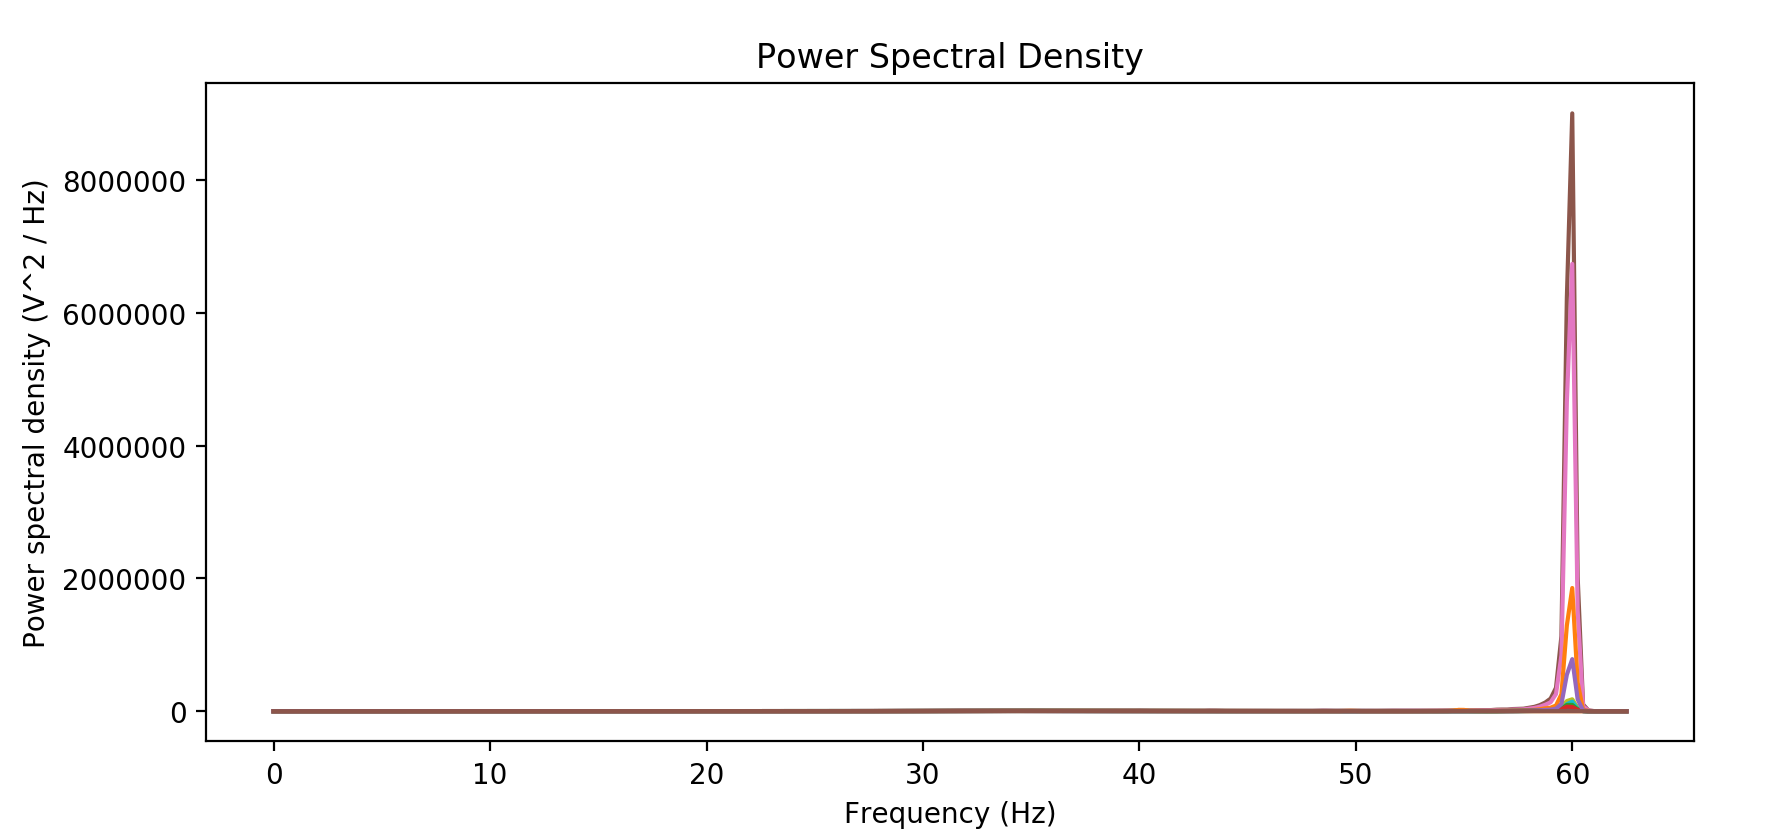 Power Spectral Density
Power spectral density (V^2 / Hz)
8000000
6000000
4000000
2000000
0
0 10 20 30 40 50 60
Frequency (Hz)